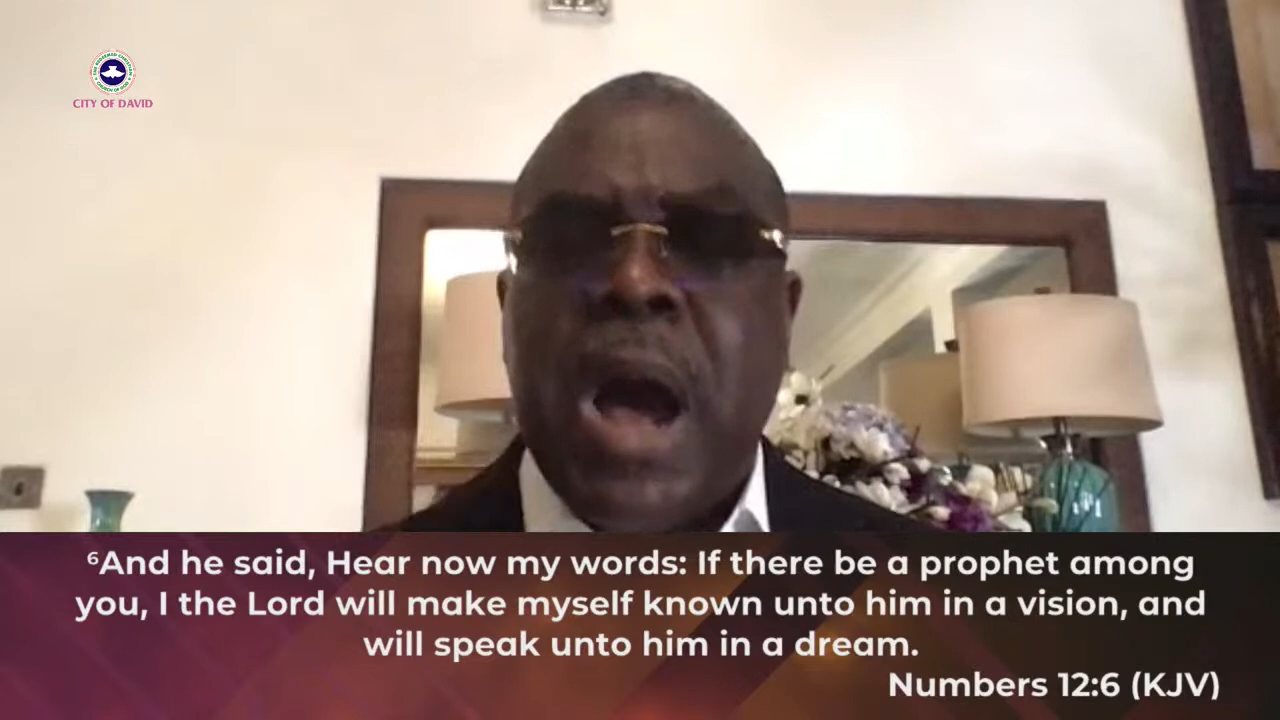 CITY OF DAVID
⁶And he said, Hear now my words: If there be a prophet among
you, I the Lord will make myself known unto him in a vision, and
will speak unto him in a dream.
Numbers 12:6 (KJV)